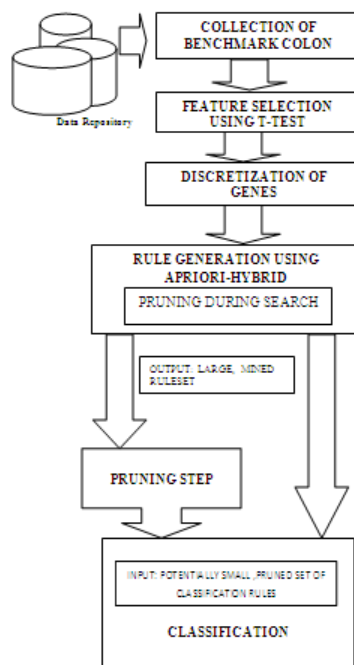 COLLECTION OF
BENCHMARK COLON
Data Repository
FEATURE SELECTION
USING T-TEST
DISCRETIZATION OF
GENES
RULE GENERATION USING
APRIORI-HYBRID
PRUNING DURING SEARCH
OUTPUT: LARGE, MINED
RULESET
PRUNING STEP
INPUT: POTENTIALLY SMALL ,PRUNED SET OF
CLASSIFICATION RULES
CLASSIFICATION